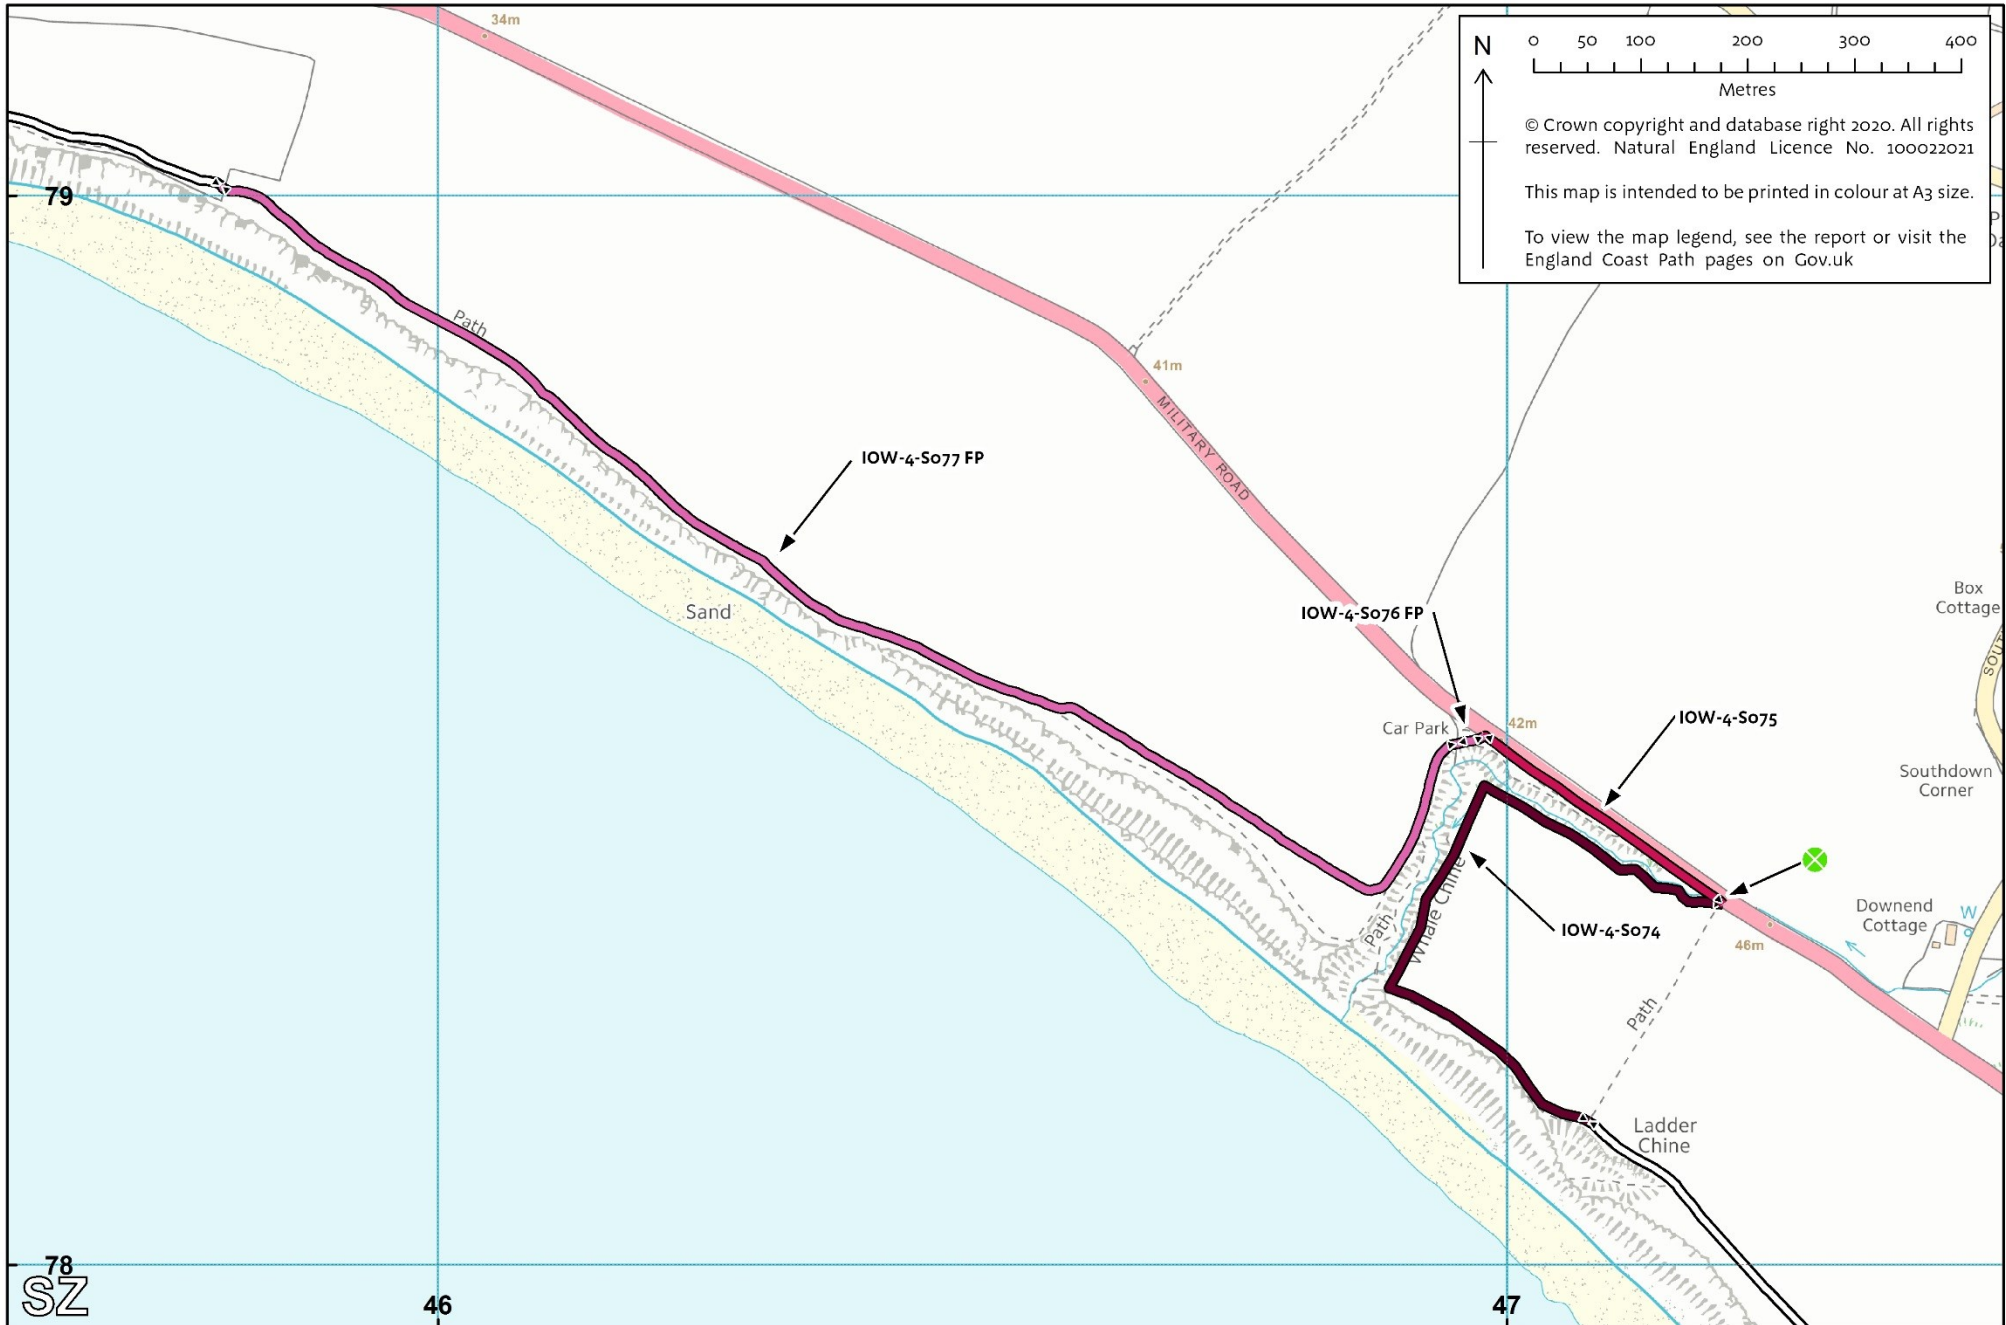 34m
N
0 50 100 200 300 400
Metres
© Crown copyright and database right 2020. All rights
reserved. Natural England Licence No. 100022021
This map is intended to be printed in colour at A3 size.
To view the map legend, see the report or visit the
England Coast Path pages on Gov.uk
79
Path
41m
MILITARY ROAD
IOW-4-S077 FP
Sand
IOW-4-S076 FP
Box
Cottage
Car Park
42m
IOW-4-S075
Southdown
Corner
Whale Chine
Path
IOW-4-S074
Downend
Cottage
W
46m
Path
Ladder
Chine
78
SZ
46
47